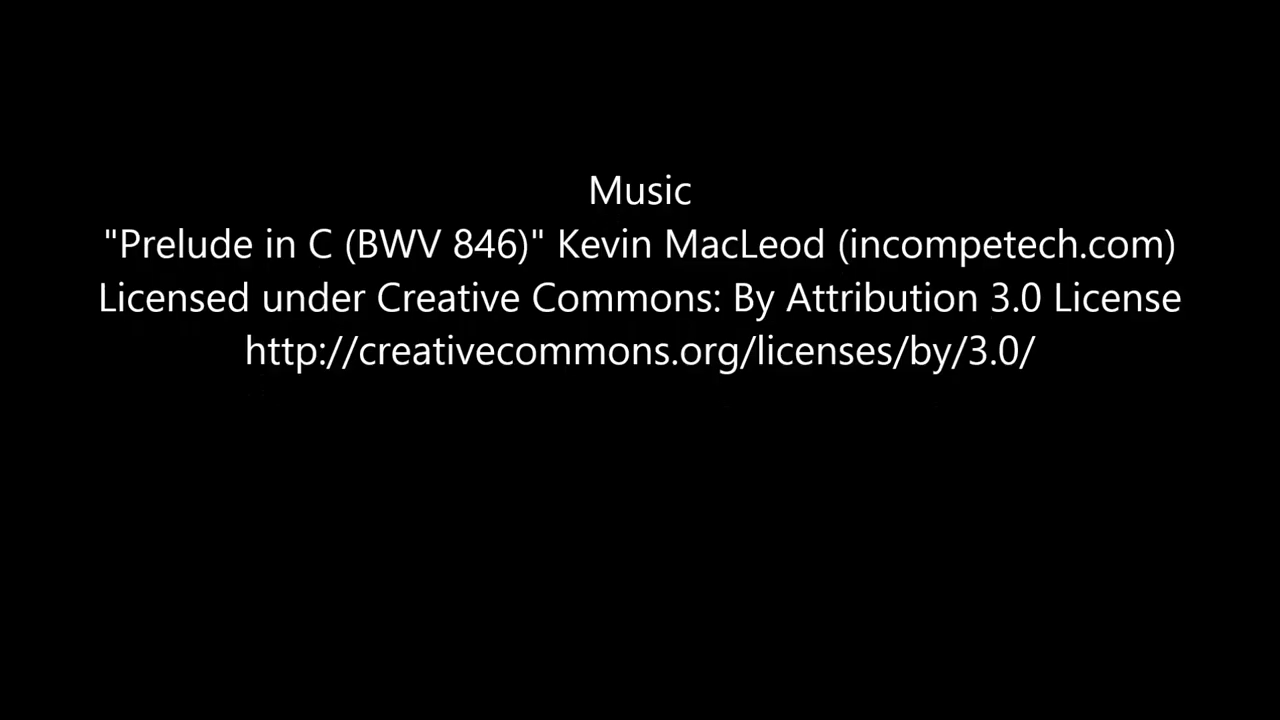 Music
"Prelude in C (BWV 846)" Kevin MacLeod (incompetech.com)
Licensed under Creative Commons: By Attribution 3.0 License
http://creativecommons.org/licenses/by/3.0/